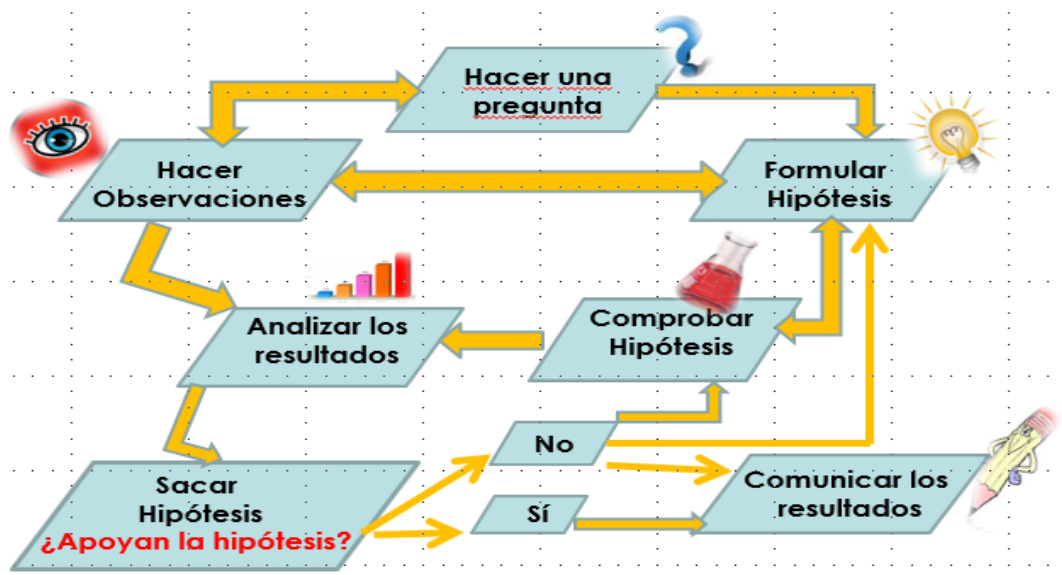 Hacer una
pregunta
Hacer
Observaciones
Formular
Hipótesis
Analizar los
resultados
Comprobar
Hipótesis
No
Sí
Sacar
Hipótesis
¿Apoyan la hipótesis?
Comunicar los
resultados